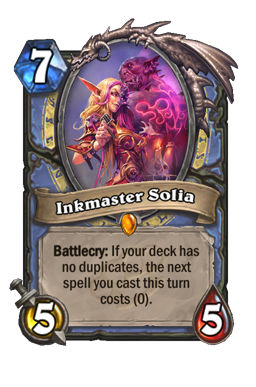 7
Inkmaster Solia
Battlecry: If your deck has
no duplicates, the next
spell you cast this turn
costs (0).
5 5